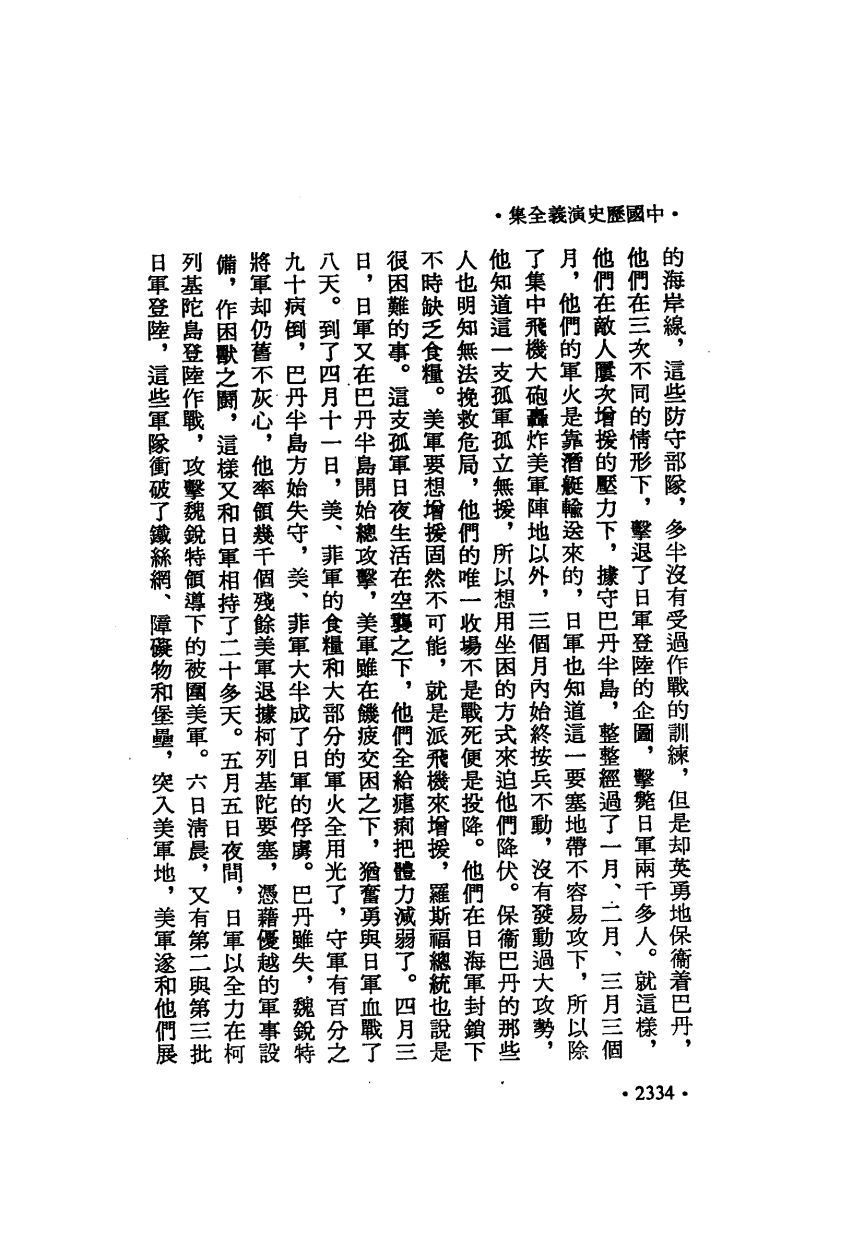 •中國歷史演義全集•
的海岸線，這些防守部隊，多半沒有受過作戰的訓練，但是却英勇地保衞着巴丹，
他們在三次不同的情形下，擊退了日軍登陸的企圖，擊斃日軍兩千多人。就這樣，
他們在敵人屢次增援的壓力下，據守巴丹半島，整整經過了一月、二月、三月三個
月，他們的軍火是靠潛艇輸送來的，日軍也知道這一要塞地帶不容易攻下，所以除
了集中飛機大砲轟炸美軍陣地以外，三個月內始終按兵不動，沒有發動過大攻勢，
他知道這一支孤軍孤立無援，所以想用坐困的方式來迫他們降伏。保衞巴丹的那些
人也明知無法挽救危局，他們的唯一收場不是戰死便是投降。他們在日海軍封鎖下
不時缺乏食糧。美軍要想增援固然不可能，就是派飛機來增援，羅斯福總統也說是
很困難的事。這支孤軍日夜生活在空襲之下，他們全給瘧痢把體力減弱了。四月三
日，日軍又在巴丹半島開始總攻擊，美軍雖在饑疲交困之下，猶奮勇與日軍血戰了
八天。到了四月十一日，美、菲軍的食糧和大部分的軍火全用光了，守軍有百分之
九十病倒，巴丹半島方始失守，美、菲軍大半成了日軍的俘虜。巴丹雖失，魏銳特
將軍却仍舊不灰心，他率領幾千個殘餘美軍退據柯列基陀要塞，憑藉優越的軍事設
備，作困獸之鬭，這樣又和日軍相持了二十多天。五月五日夜間，日軍以全力在柯
列基陀島登陸作戰，攻擊魏銳特領導下的被圍美軍。六日清晨，又有第二與第三批
日軍登陸，這些軍隊衝破了鐵絲網、障礙物和堡壘，突入美軍地，美軍遂和他們展
•2334•